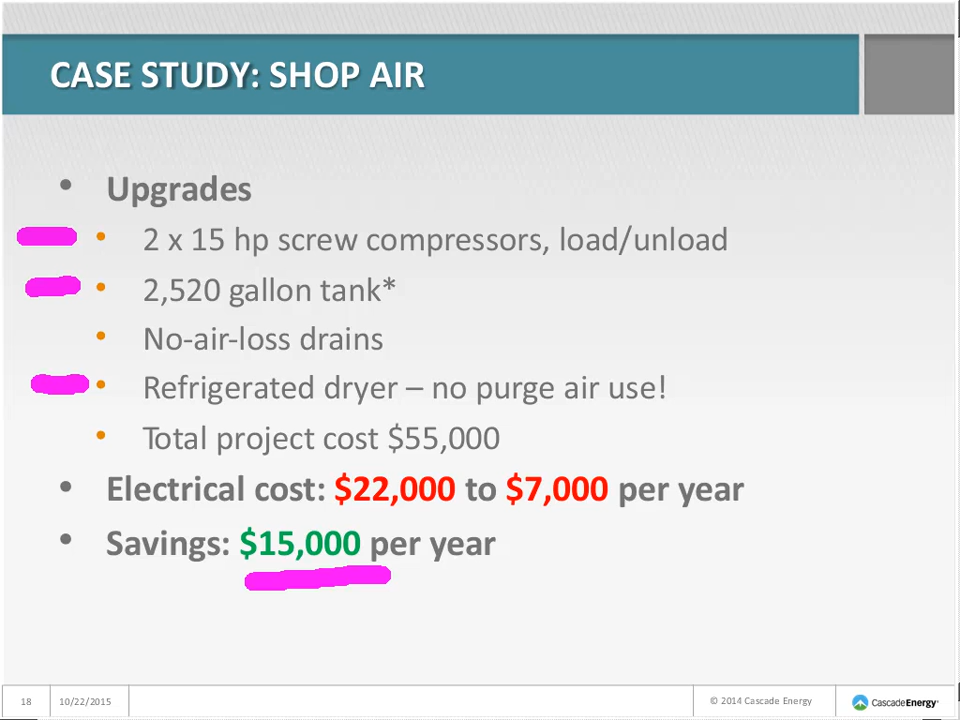 CASE STUDY: SHOP AIR
• Upgrades
• 2 x 15 hp screw compressors, load/unload
• 2,520 gallon tank*
• No-air-loss drains
• Refrigerated dryer – no purge air use!
• Total project cost $55,000
• Electrical cost: $22,000 to $7,000 per year
• Savings: $15,000 per year
18 10/22/2015 © 2014 Cascade Energy CascadeEnergy